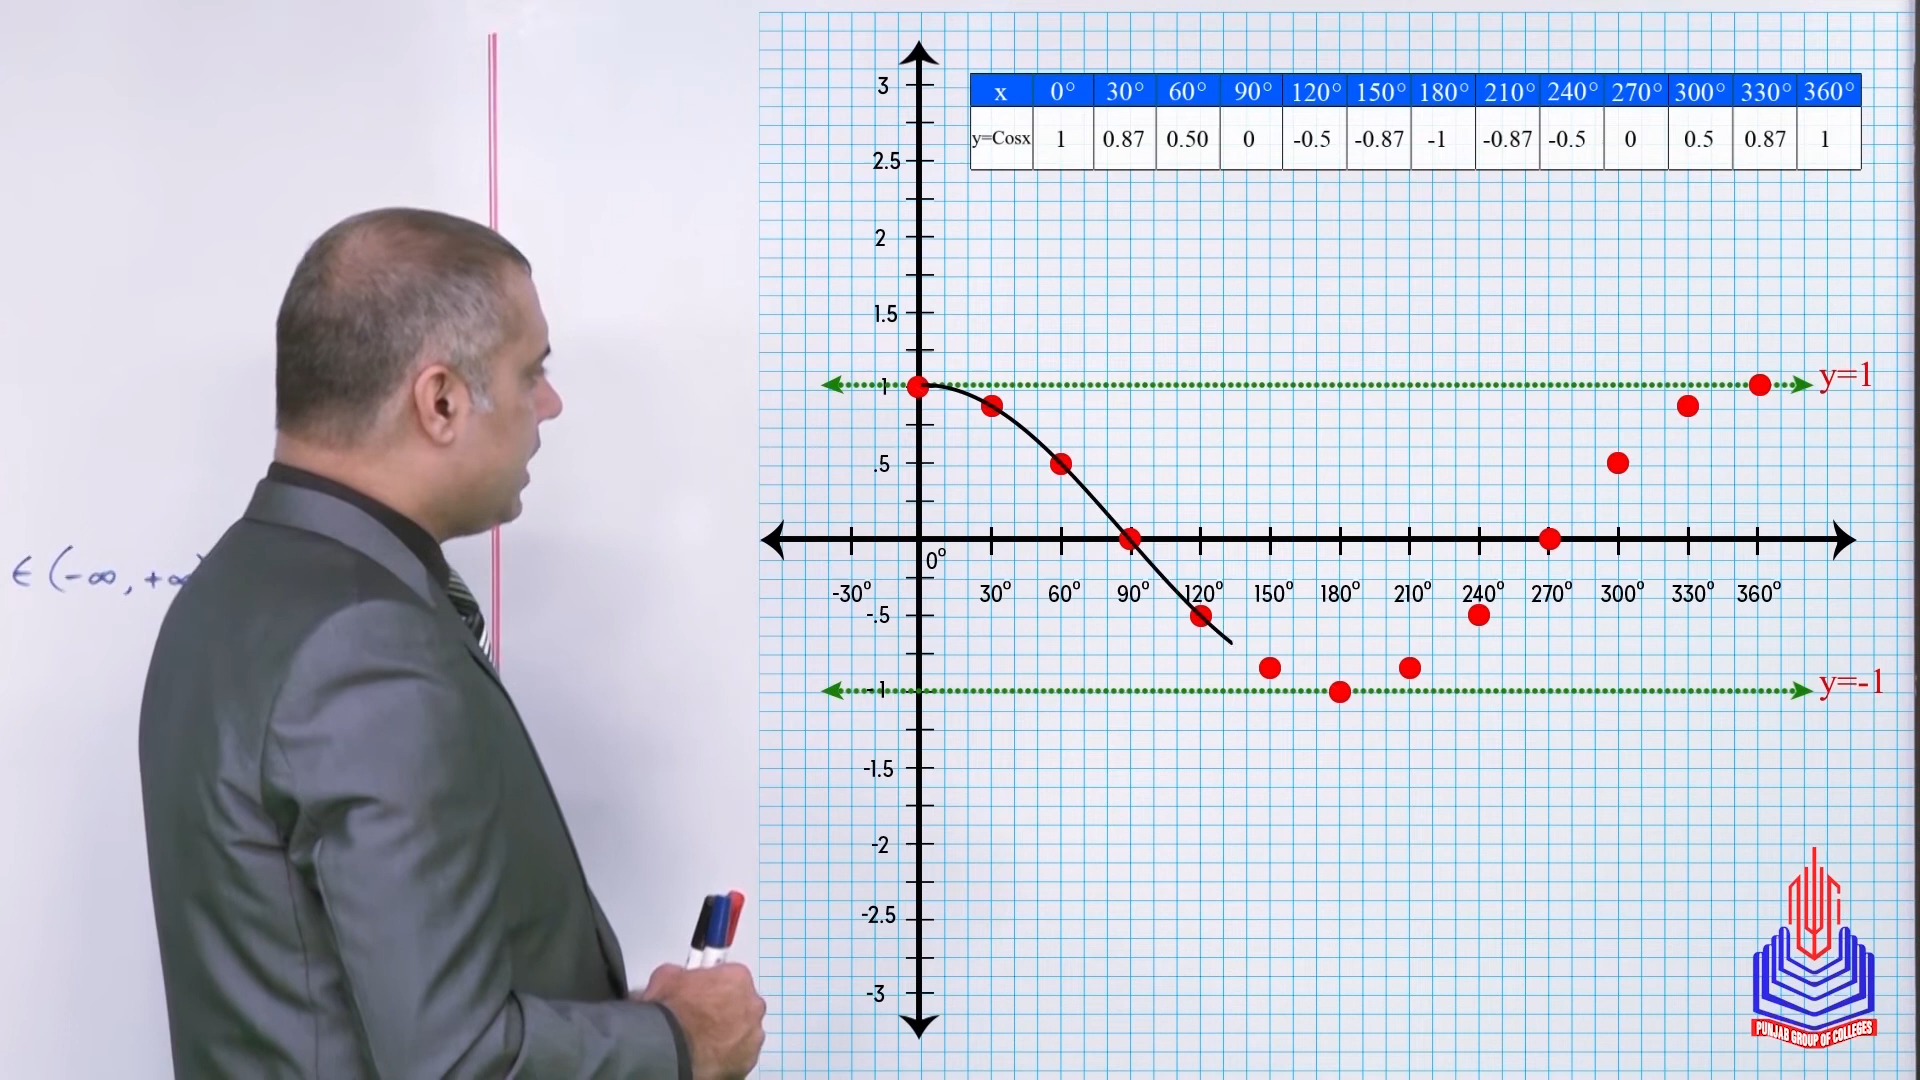 ∈ (-∞, +∞
x 0° 30° 60° 90° 120° 150° 180° 210° 240° 270° 300° 330° 360°
y=Cosx 1 0.87 0.50 0 -0.5 -0.87 -1 -0.87 -0.5 0 0.5 0.87 1
3
2.5
2
1.5
1
y=1
.5
0°
-30° 30° 60° 90° 120° 150° 180° 210° 240° 270° 300° 330° 360°
-.5
-1
y=-1
-1.5
-2
-2.5
-3
PUNJAB GROUP OF COLLEGES